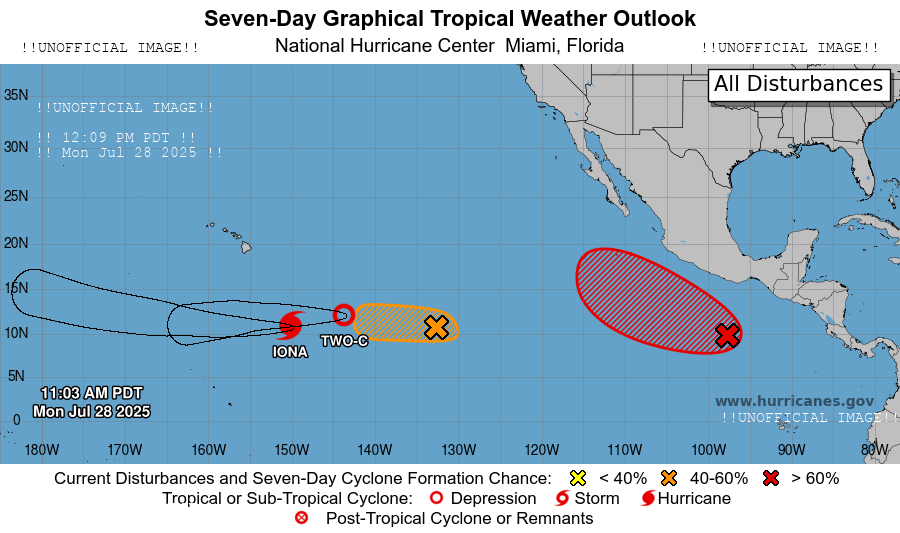 Seven-Day Graphical Tropical Weather Outlook
!!UNOFFICIAL IMAGE!! National Hurricane Center Miami, Florida !!UNOFFICIAL IMAGE!!
All Disturbances
35N
!!UNOFFICIAL IMAGE!!
!! 12:09 PM PDT !!
30N
!! Mon Jul 28 2025 !!
25N
20N
15N
10N
IONA
TWO-C
5N
11:03 AM PDT
Mon Jul 28 2025
www.hurricanes.gov
0
!!UNOFFICIAL IMAGE!!
180W 170W 160W 150W 140W 130W 120W 110W 100W 90W 80W
Current Disturbances and Seven-Day Cyclone Formation Chance: < 40% 40-60% > 60%
Tropical or Sub-Tropical Cyclone: Depression Storm Hurricane
Post-Tropical Cyclone or Remnants